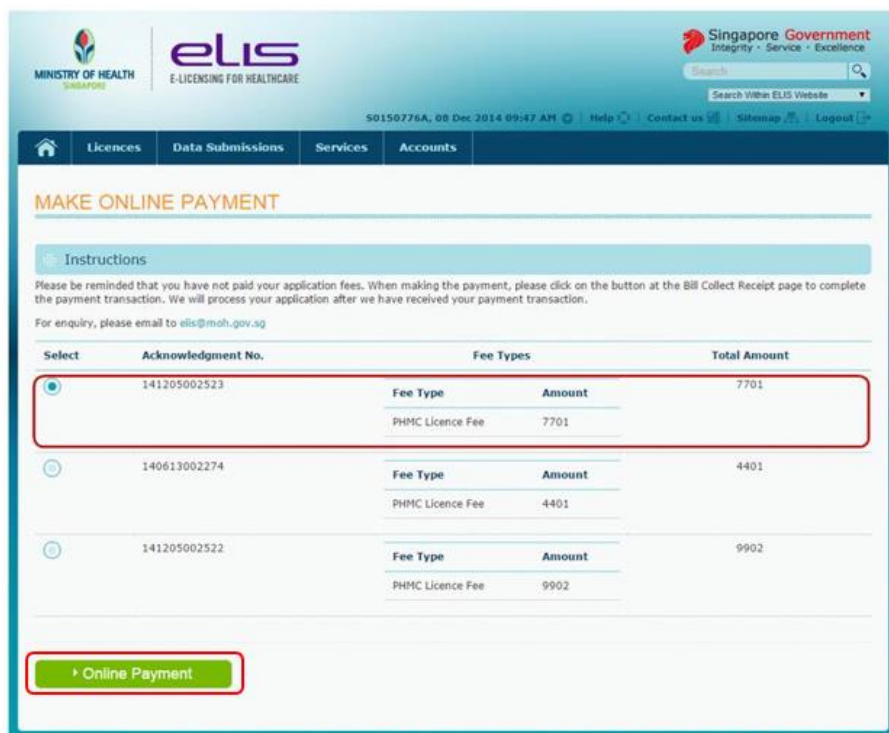 MINISTRY OF HEALTH
SINGAPORE
eLIS
E-LICENSING FOR HEALTHCARE
Singapore Government
Integrity · Service · Excellence
Search
Search Within ELIS Website
S0150776A, 08 Dec 2014 09:47 AM | Help | Contact us | Sitemap | Logout
Licences Data Submissions Services Accounts
MAKE ONLINE PAYMENT
Instructions
Please be reminded that you have not paid your application fees. When making the payment, please click on the button at the Bill Collect Receipt page to complete
the payment transaction. We will process your application after we have received your payment transaction.
For enquiry, please email to elis@moh.gov.sg
Select Acknowledgment No. Fee Types Total Amount
141205002523 7701
Fee Type Amount
PHMC Licence Fee 7701
140613002274 4401
Fee Type Amount
PHMC Licence Fee 4401
141205002522 9902
Fee Type Amount
PHMC Licence Fee 9902
Online Payment